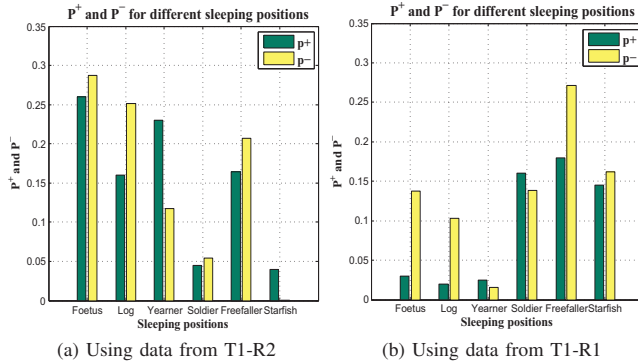 P+ and P− for different sleeping positions
0.35
0.3
0.25
0.2
0.15
0.1
0.05
0
P+ and P−
p+
p−
Foetus Log Yearner Soldier Freefaller Starfish
Sleeping positions
(a) Using data from T1-R2
P+ and P− for different sleeping positions
0.35
0.3
0.25
0.2
0.15
0.1
0.05
0
P+ and P−
p+
p−
Foetus Log Yearner Soldier Freefaller Starfish
Sleeping positions
(b) Using data from T1-R1